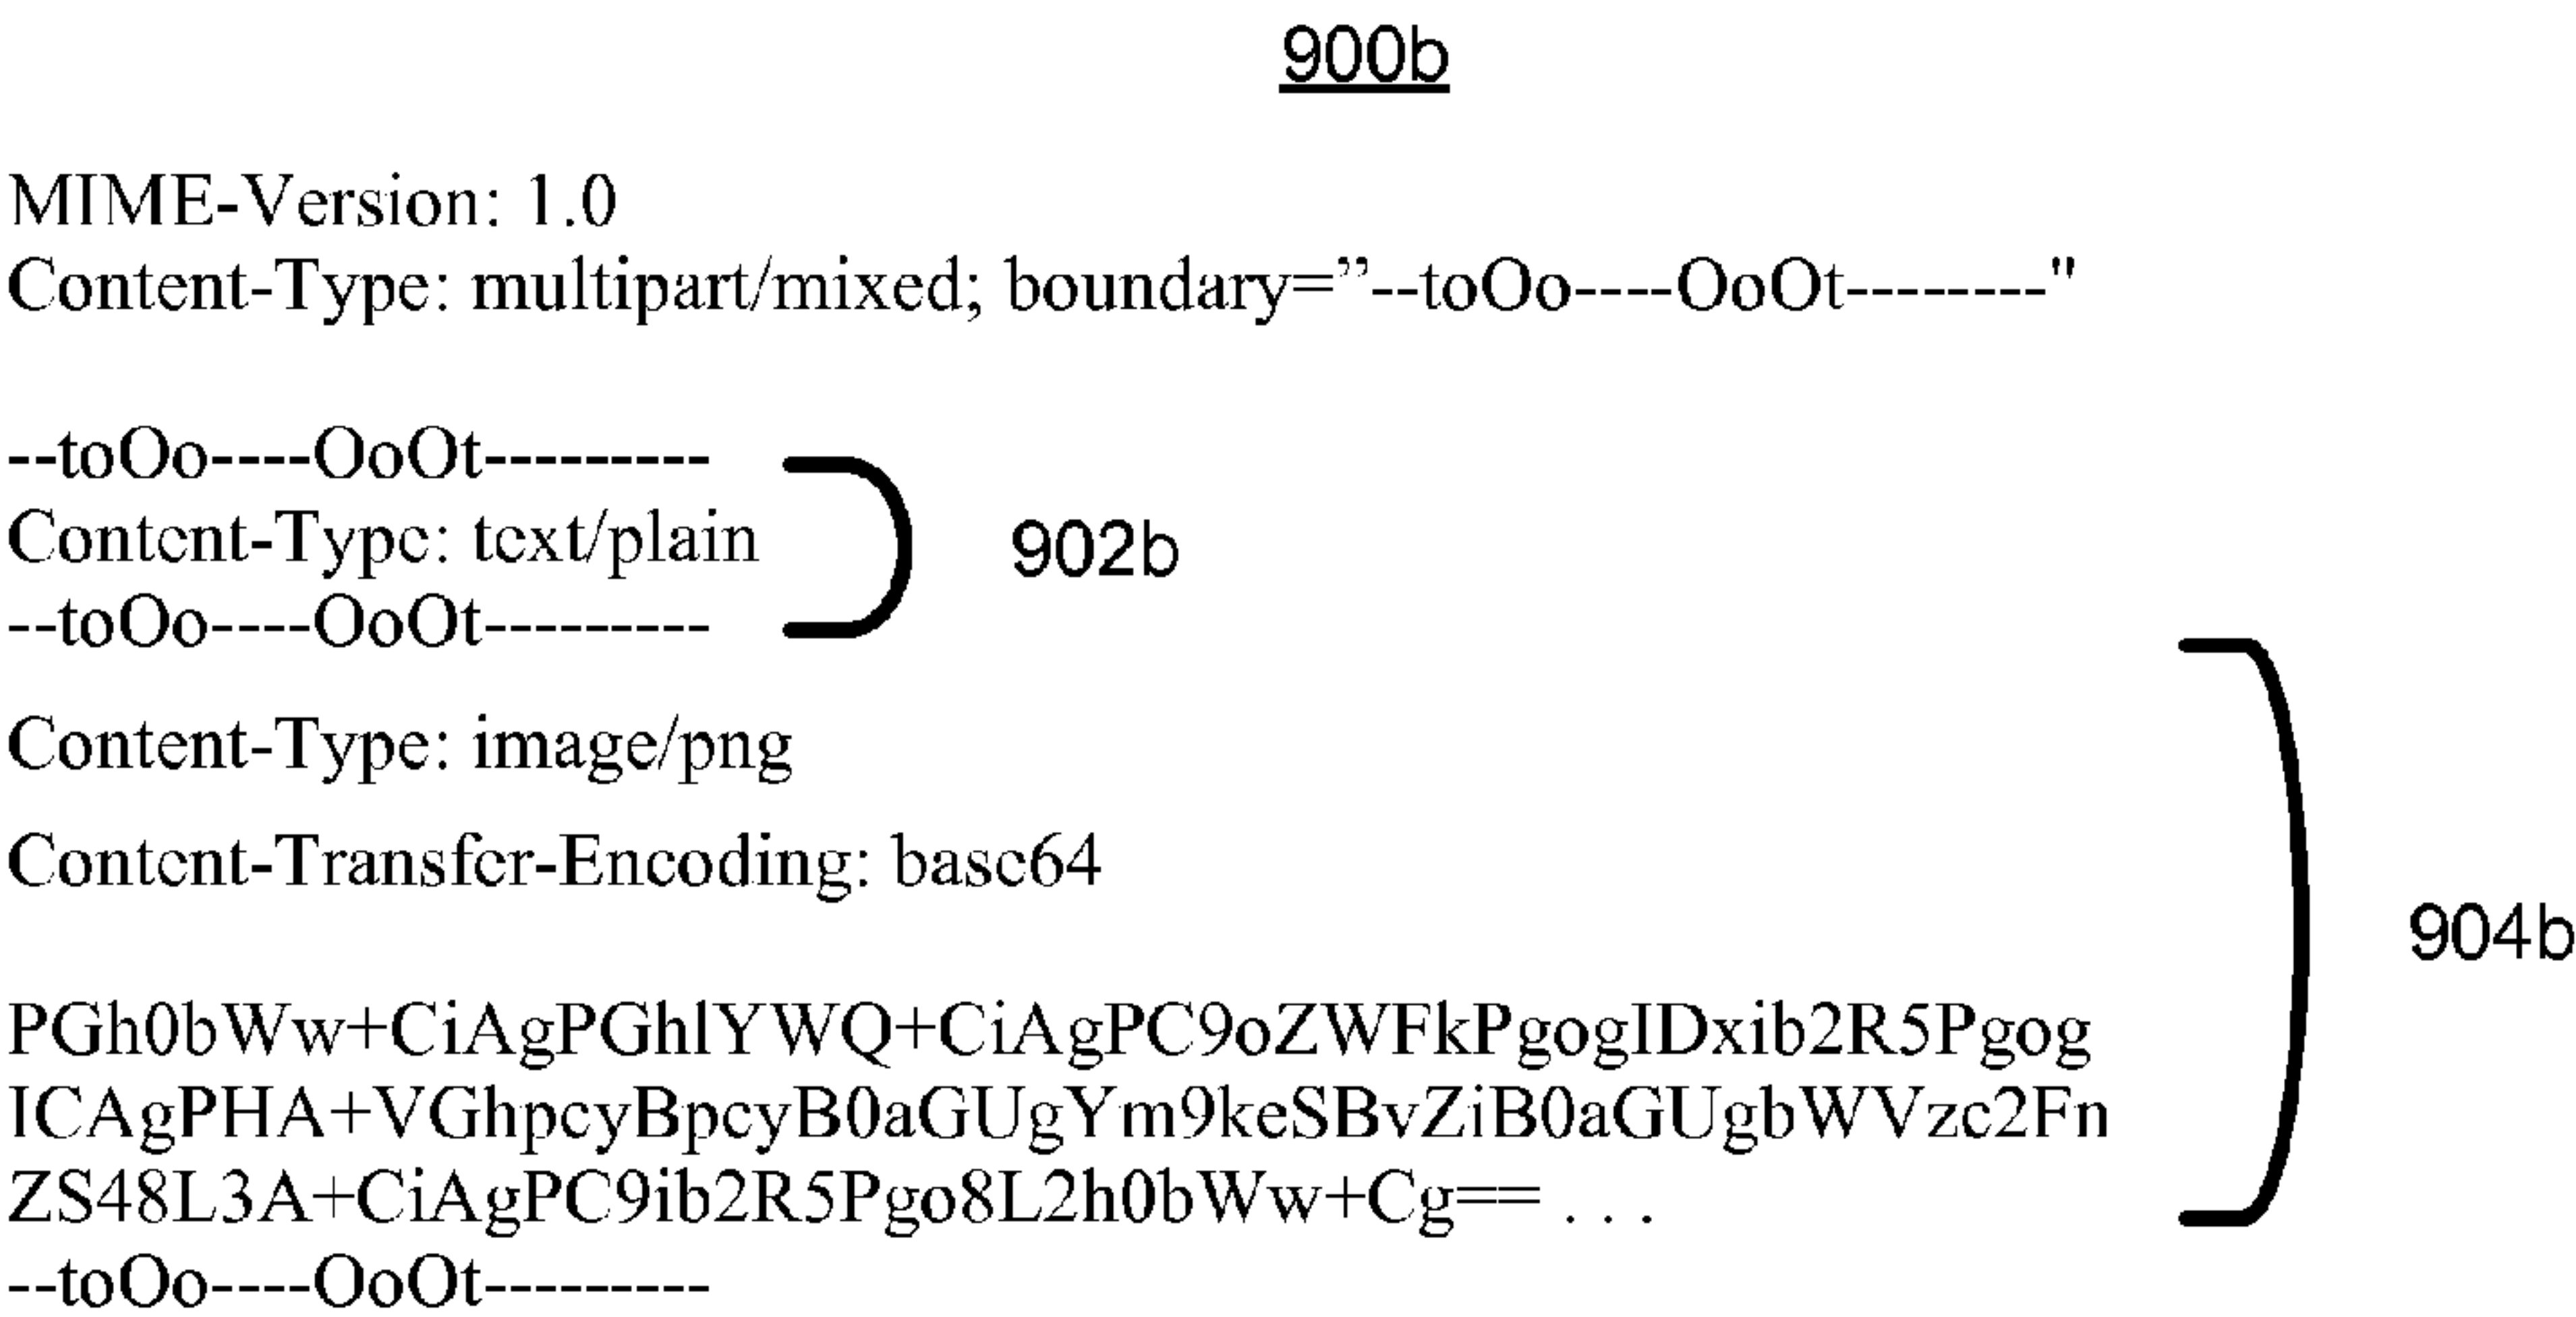 900b
MIME-Version: 1.0
Content-Type: multipart/mixed; boundary=”--toOo----OoOt--------"
--toOo----OoOt---------
Content-Type: text/plain
902b
--toOo----OoOt---------
Content-Type: image/png
Content-Transfer-Encoding: base64
904b
PGh0bWw+CiAgPGhlYWQ+CiAgPC9oZWFkPgogIDxib2R5Pgog
ICAgPHA+VGhpcyBpcyB0aGUgYm9keSBvZiB0aGUgbWVzc2Fn
ZS48L3A+CiAgPC9ib2R5Pgo8L2h0bWw+Cg== . . .
--toOo----OoOt---------